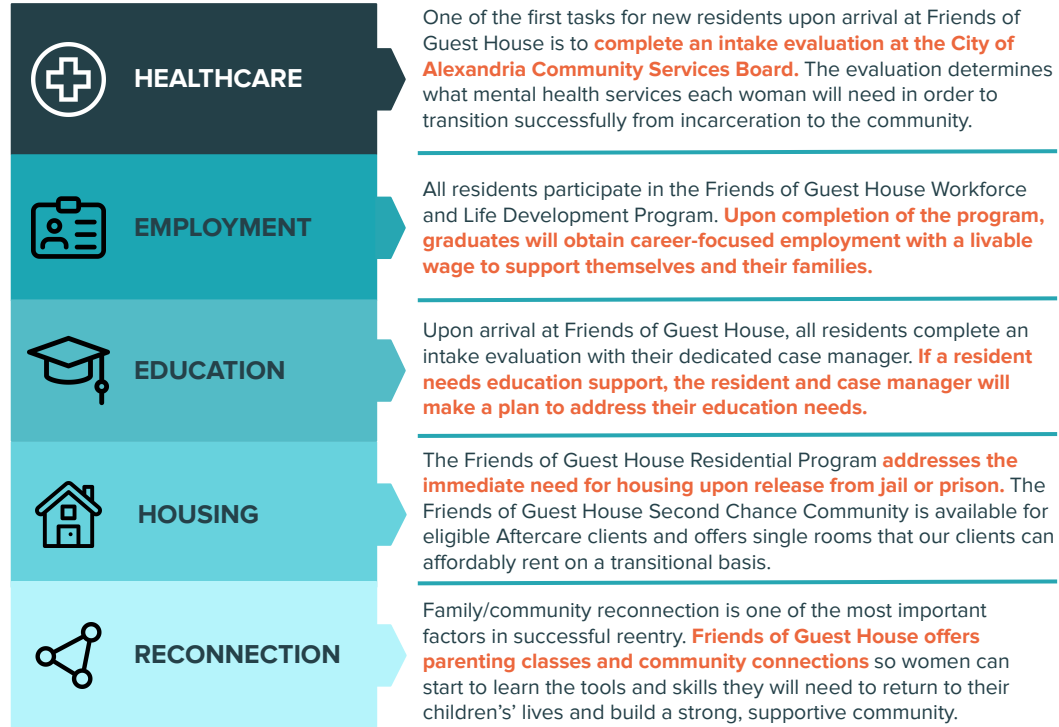 HEALTHCARE
One of the first tasks for new residents upon arrival at Friends of
Guest House is to complete an intake evaluation at the City of
Alexandria Community Services Board. The evaluation determines
what mental health services each woman will need in order to
transition successfully from incarceration to the community.
EMPLOYMENT
All residents participate in the Friends of Guest House Workforce
and Life Development Program. Upon completion of the program,
graduates will obtain career-focused employment with a livable
wage to support themselves and their families.
EDUCATION
Upon arrival at Friends of Guest House, all residents complete an
intake evaluation with their dedicated case manager. If a resident
needs education support, the resident and case manager will
make a plan to address their education needs.
HOUSING
The Friends of Guest House Residential Program addresses the
immediate need for housing upon release from jail or prison. The
Friends of Guest House Second Chance Community is available for
eligible Aftercare clients and offers single rooms that our clients can
affordably rent on a transitional basis.
RECONNECTION
Family/community reconnection is one of the most important
factors in successful reentry. Friends of Guest House offers
parenting classes and community connections so women can
start to learn the tools and skills they will need to return to their
children's' lives and build a strong, supportive community.